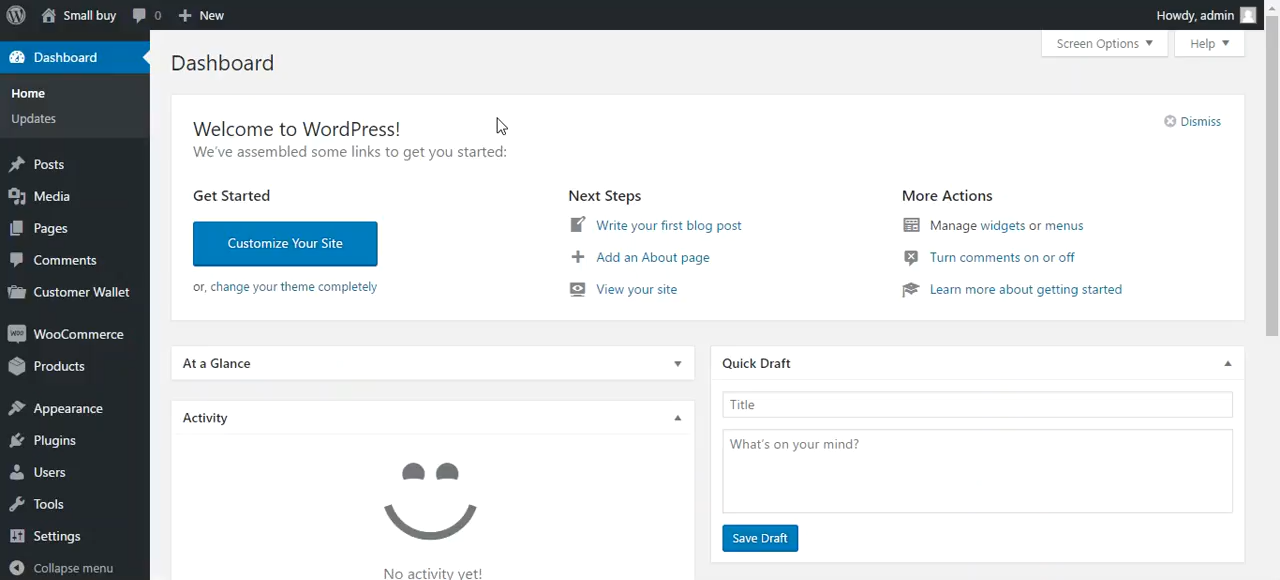 Small buy
0
New
Howdy, admin
Dashboard
Home
Updates
Posts
Media
Pages
Comments
Customer Wallet
WooCommerce
Products
Appearance
Plugins
Users
Tools
Settings
Collapse menu
Screen Options
Help
Dashboard
Welcome to WordPress!
We've assembled some links to get you started:
Dismiss
Get Started
Customize Your Site
or, change your theme completely
Next Steps
Write your first blog post
Add an About page
View your site
More Actions
Manage widgets or menus
Turn comments on or off
Learn more about getting started
At a Glance
Activity
No activity yet!
Quick Draft
Title
What's on your mind?
Save Draft